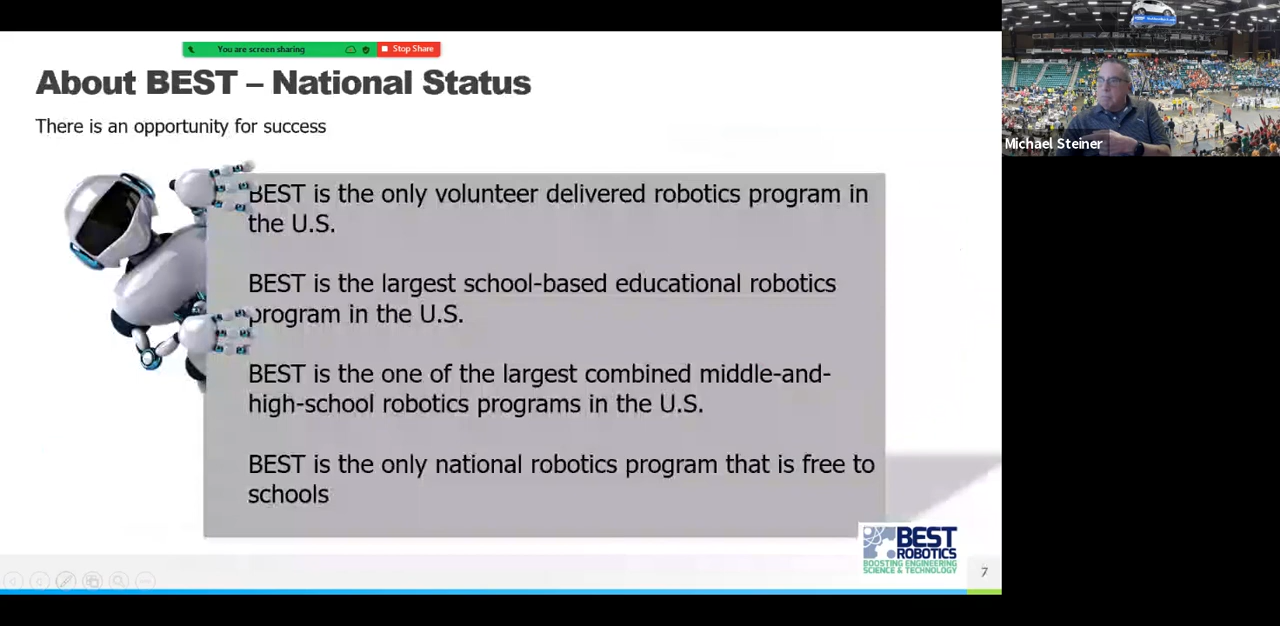 You are screen sharing
Stop Share
About BEST – National Status
There is an opportunity for success
BEST is the only volunteer delivered robotics program in
the U.S.
BEST is the largest school-based educational robotics
program in the U.S.
BEST is the one of the largest combined middle-and-
high-school robotics programs in the U.S.
BEST is the only national robotics program that is free to
schools
BEST
ROBOTICS
BOOSTING ENGINEERING
SCIENCE & TECHNOLOGY
7
Michael Steiner